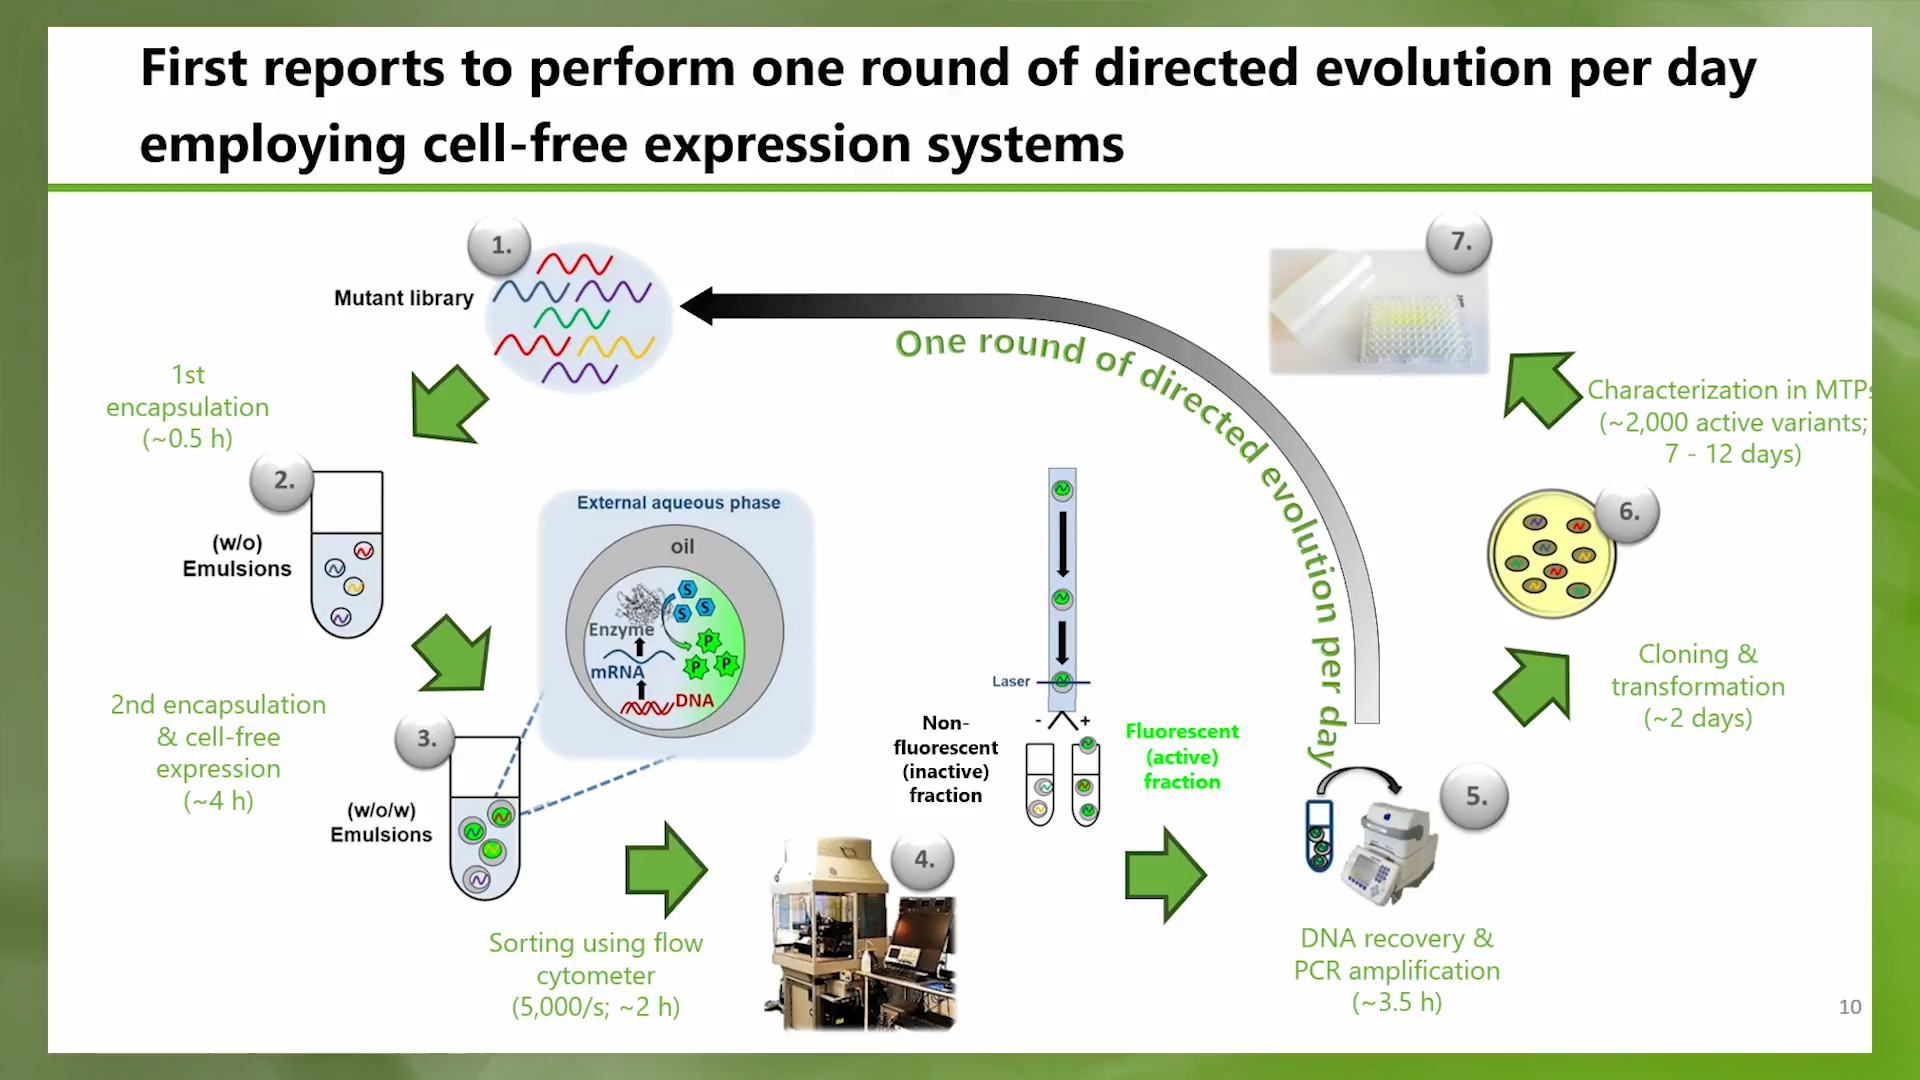 First reports to perform one round of directed evolution per day
employing cell-free expression systems
1.
Mutant library
1st
encapsulation
(~0.5 h)
2.
(w/o)
Emulsions
2nd encapsulation
& cell-free
expression
(~4 h)
3.
(w/o/w)
Emulsions
External aqueous phase
oil
S
S
S
Enzyme
P
P
P
mRNA
DNA
Sorting using flow
cytometer
(5,000/s; ~2 h)
4.
Laser
- +
Non-
fluorescent
(inactive)
fraction
Fluorescent
(active)
fraction
One round of directed evolution per day
5.
DNA recovery &
PCR amplification
(~3.5 h)
Cloning &
transformation
(~2 days)
6.
Characterization in MTPs
(~2,000 active variants;
7 - 12 days)
7.
10